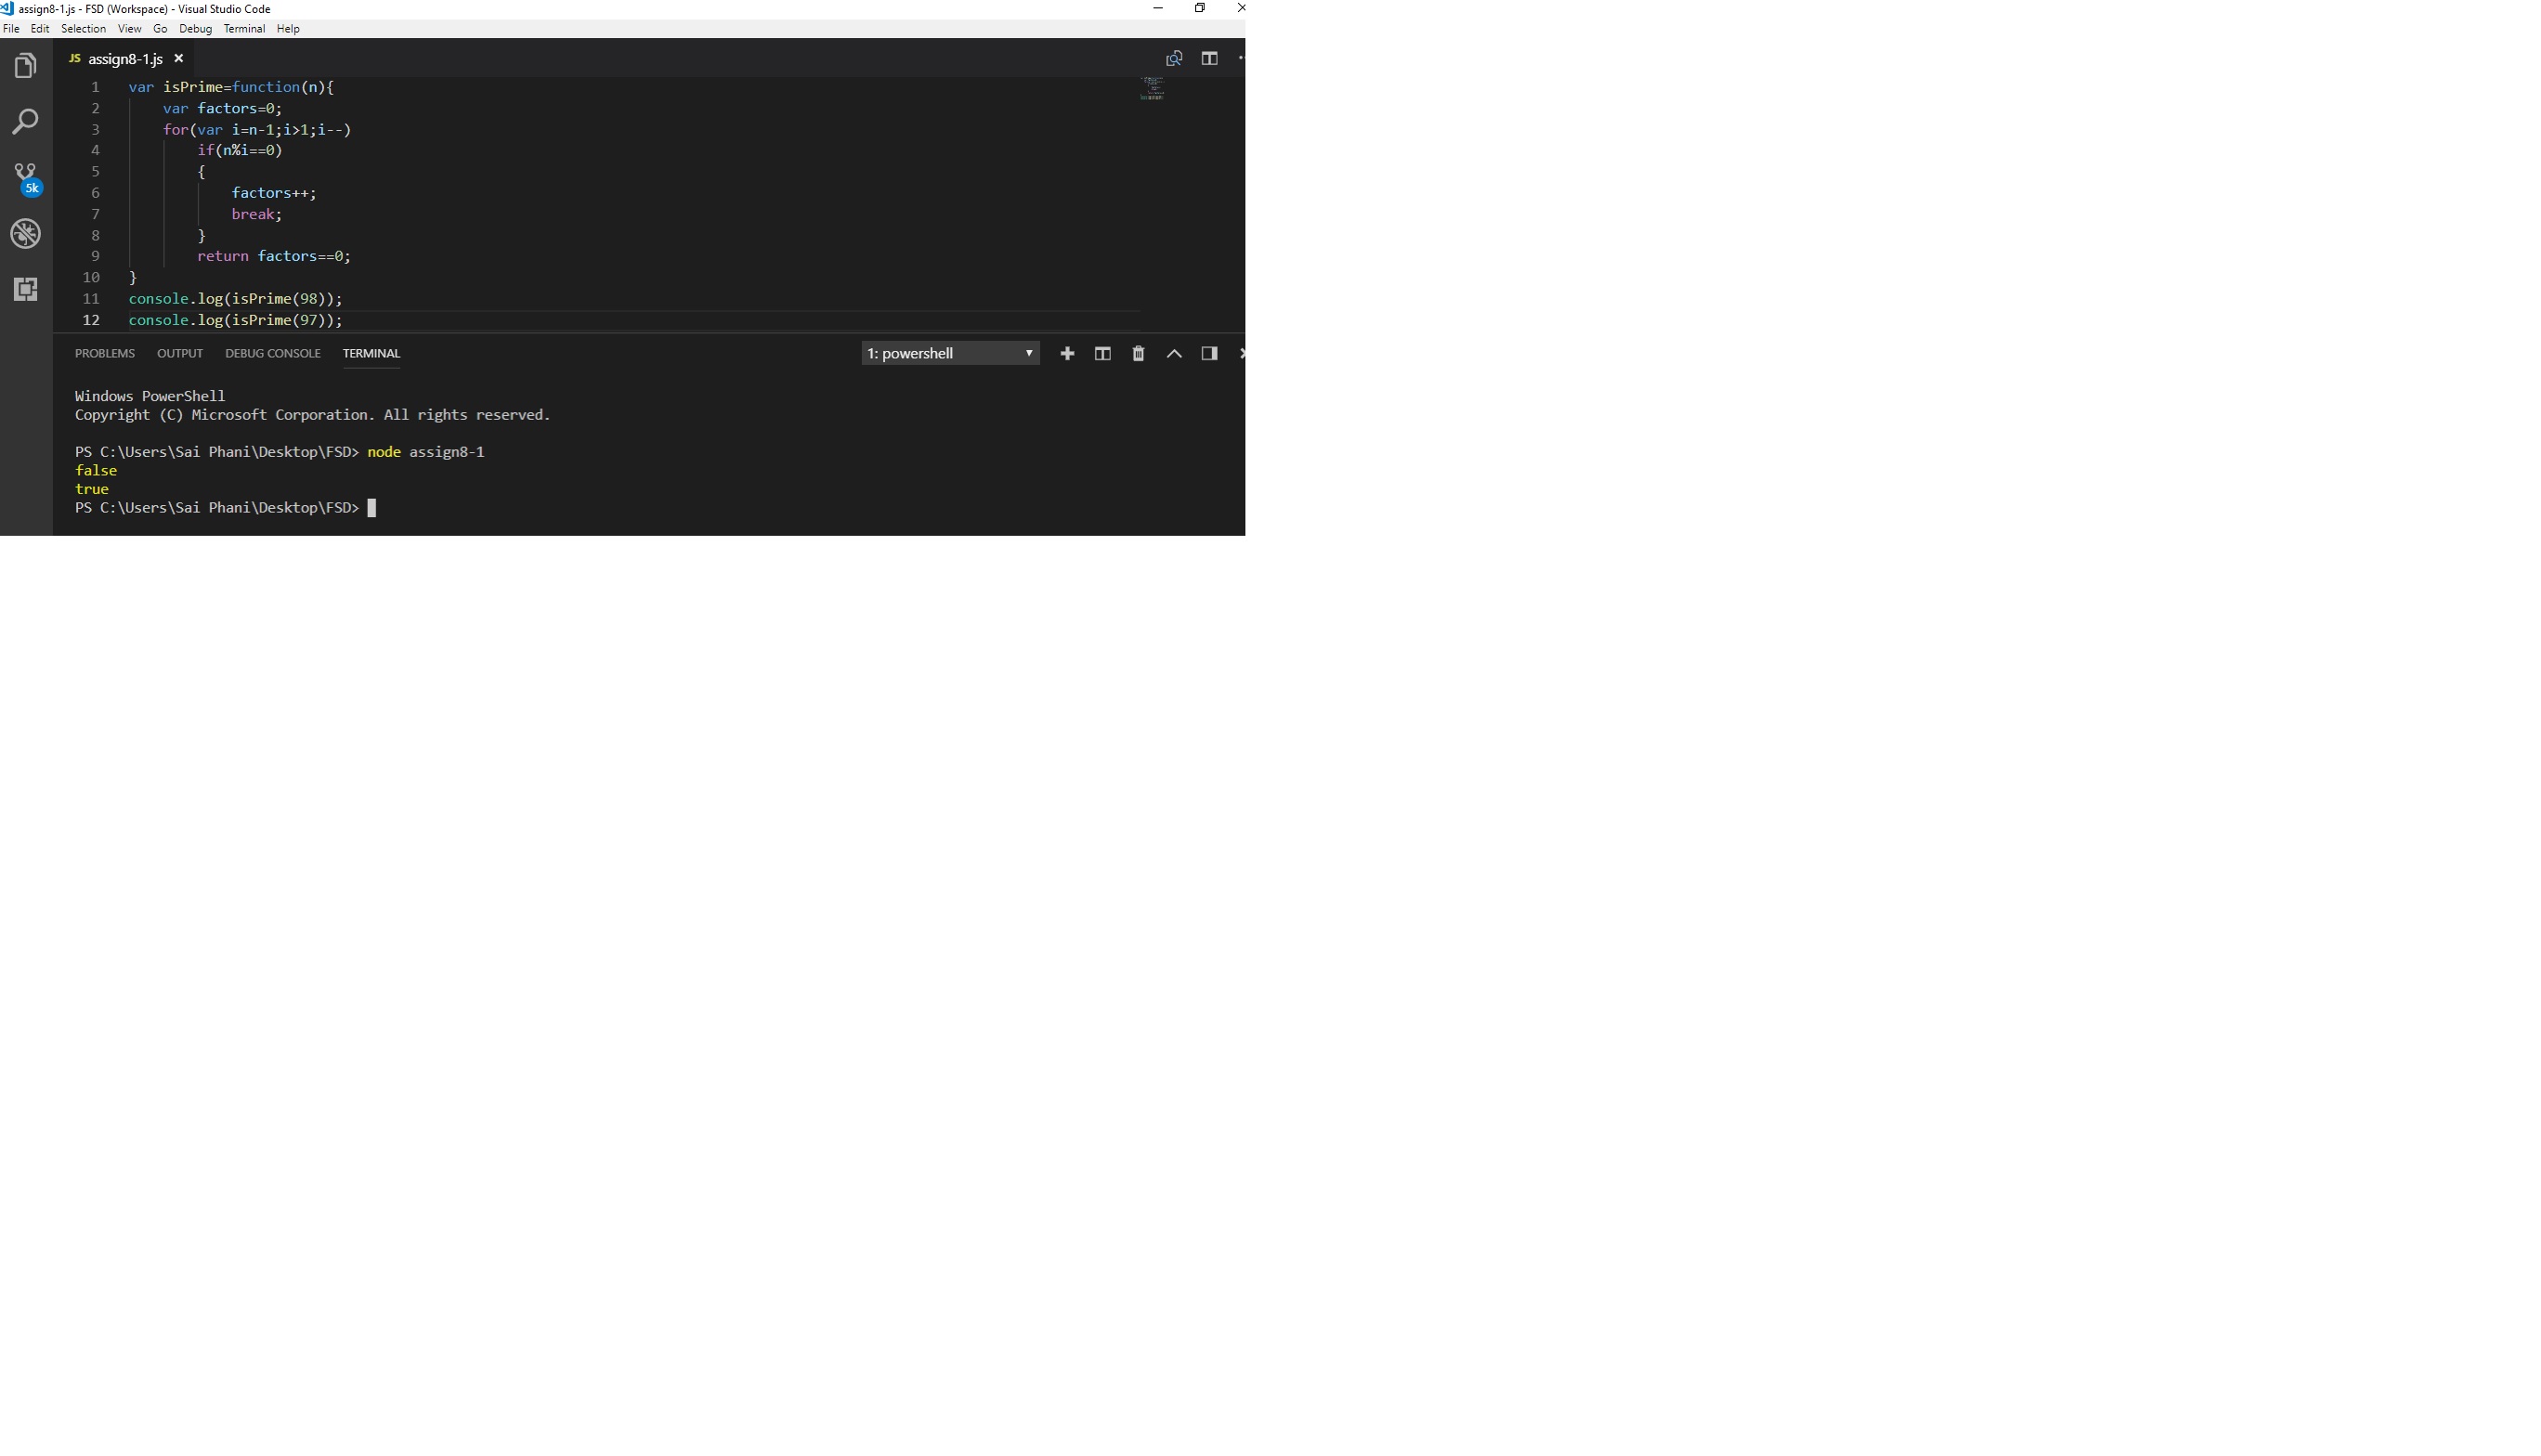 assign8-1.js - FSD (Workspace) - Visual Studio Code
File Edit Selection View Go Debug Terminal Help
JS assign8-1.js ×
5k
1 var isPrime=function(n){
2     var factors=0;
3     for(var i=n-1;i>1;i--)
4         if(n%i==0)
5         {
6             factors++;
7             break;
8         }
9         return factors==0;
10 }
11 console.log(isPrime(98));
12 console.log(isPrime(97));
PROBLEMS OUTPUT DEBUG CONSOLE TERMINAL 1: powershell
Windows PowerShell
Copyright (C) Microsoft Corporation. All rights reserved.
PS C:\Users\Sai Phani\Desktop\FSD> node assign8-1
false
true
PS C:\Users\Sai Phani\Desktop\FSD>